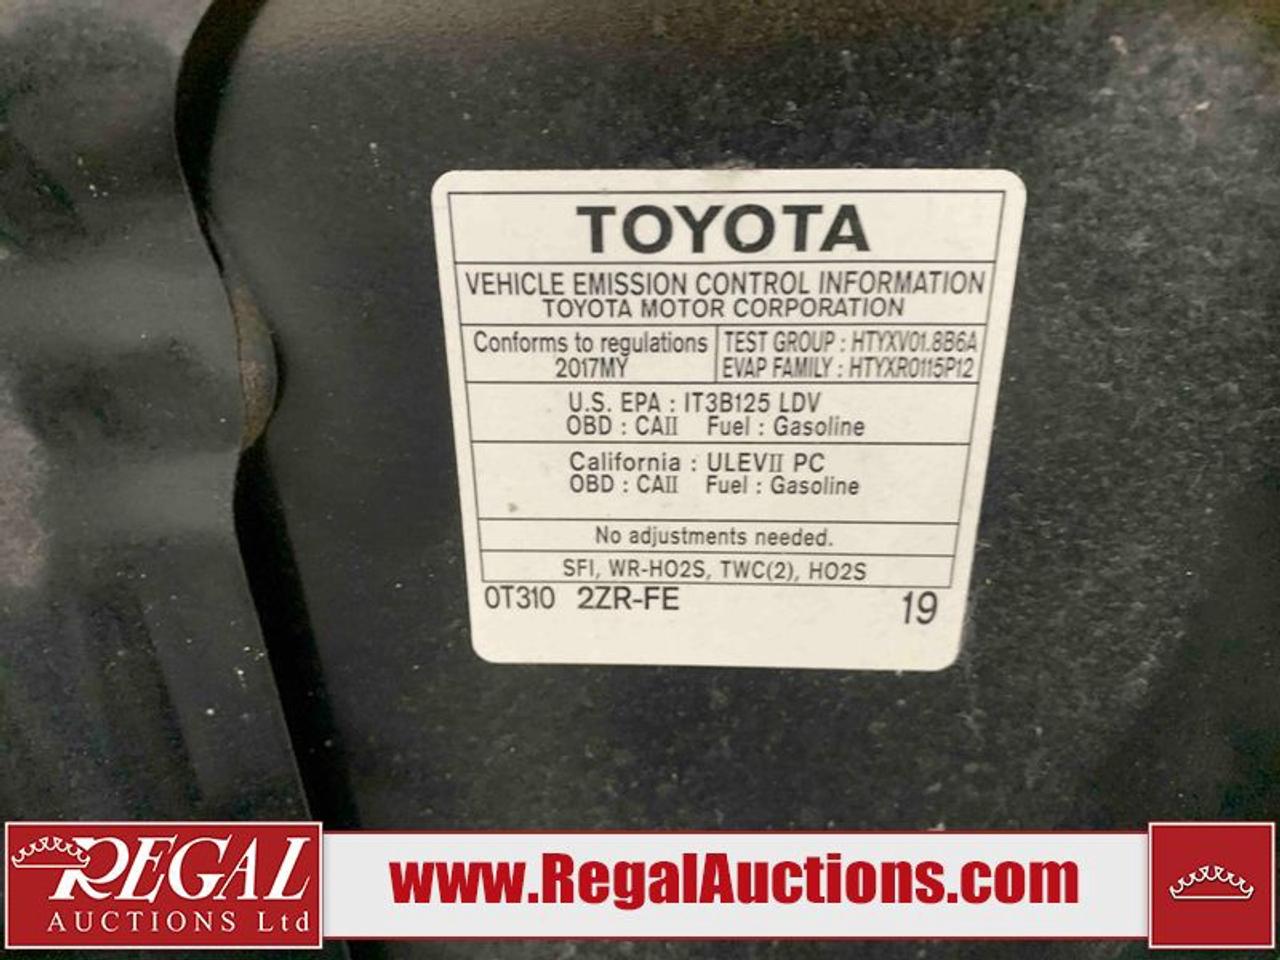 TOYOTA
VEHICLE EMISSION CONTROL INFORMATION
TOYOTA MOTOR CORPORATION
Conforms to regulations
2017MY
TEST GROUP : HTYXV01.8B6A
EVAP FAMILY : HTYXR0115P12
U.S. EPA : IT3B125 LDV
OBD : CAII Fuel : Gasoline
California : ULEVII PC
OBD : CAII Fuel : Gasoline
No adjustments needed.
SFI, WR-HO2S, TWC(2), HO2S
0T310 2ZR-FE 19
REGAL
AUCTIONS Ltd
www.RegalAuctions.com